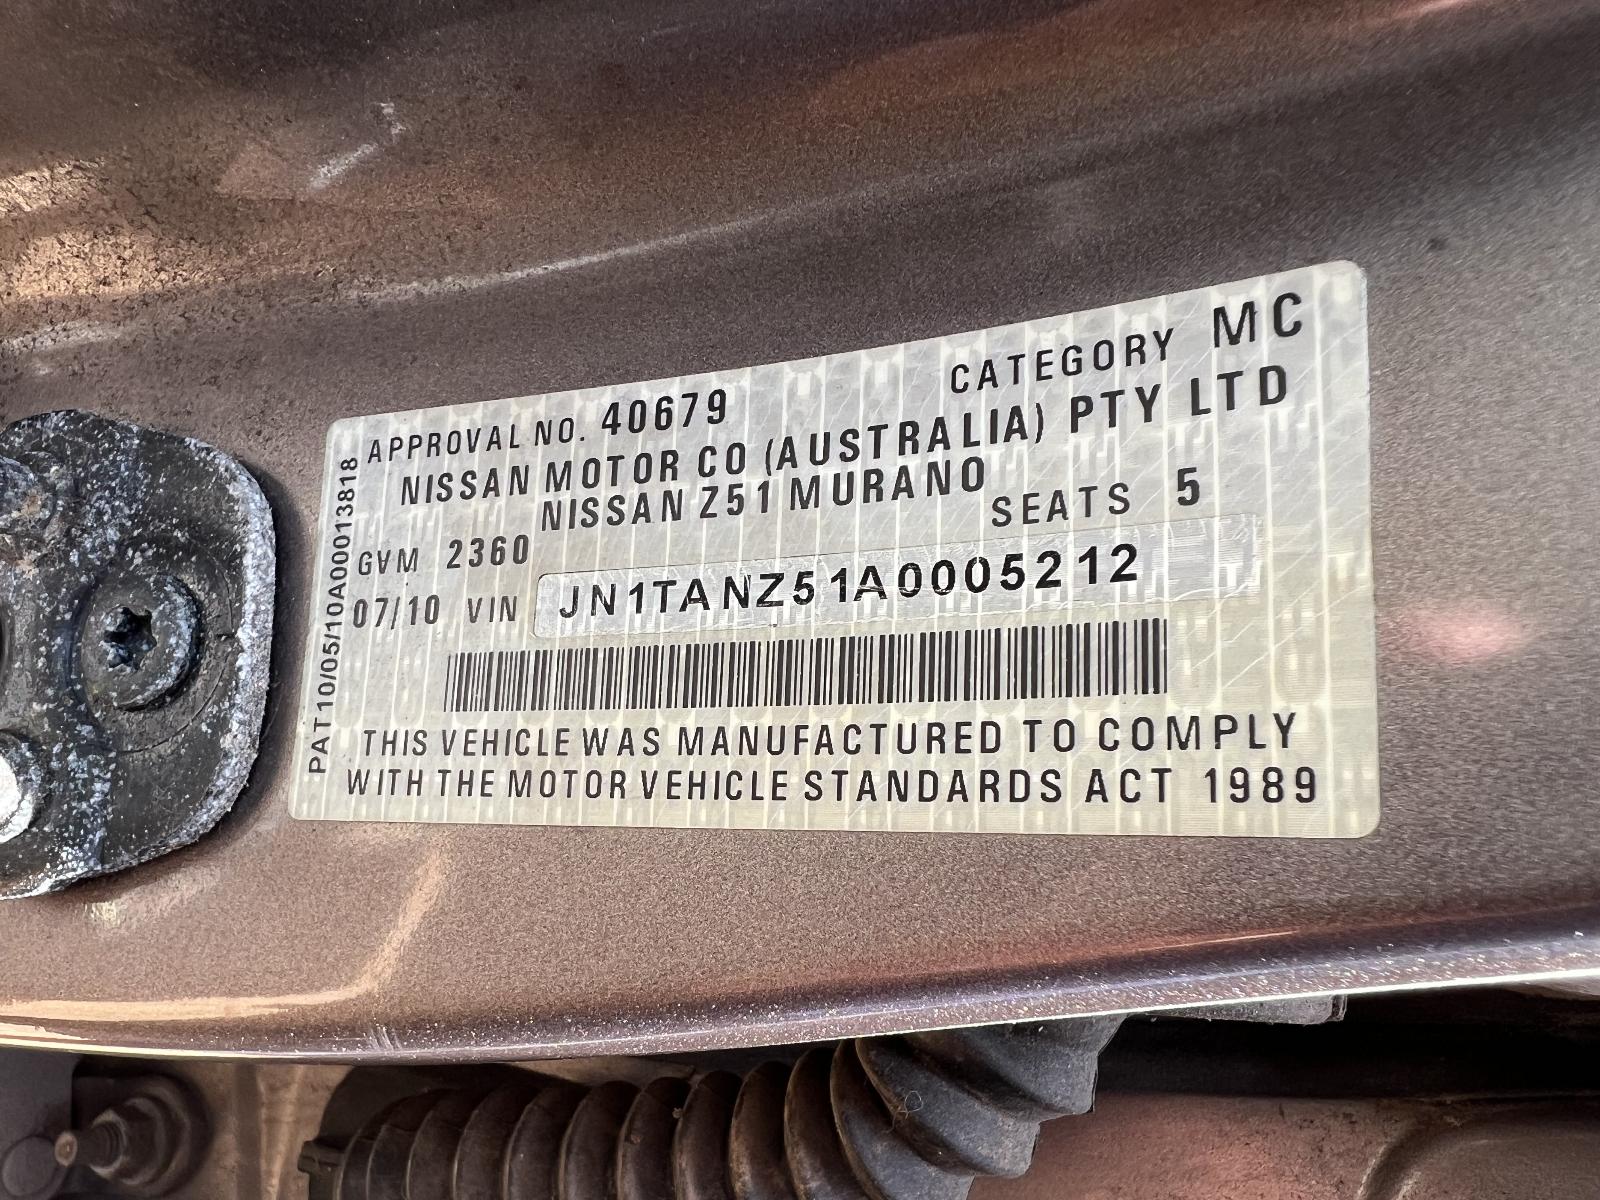 APPROVAL NO. 40679 CATEGORY MC
NISSAN MOTOR CO (AUSTRALIA) PTY LTD
NISSAN Z51 MURANO
GVM 2360 SEATS 5
07/10 VIN JN1TANZ51A0005212
THIS VEHICLE WAS MANUFACTURED TO COMPLY
WITH THE MOTOR VEHICLE STANDARDS ACT 1989
PAT10/05/10A00013818